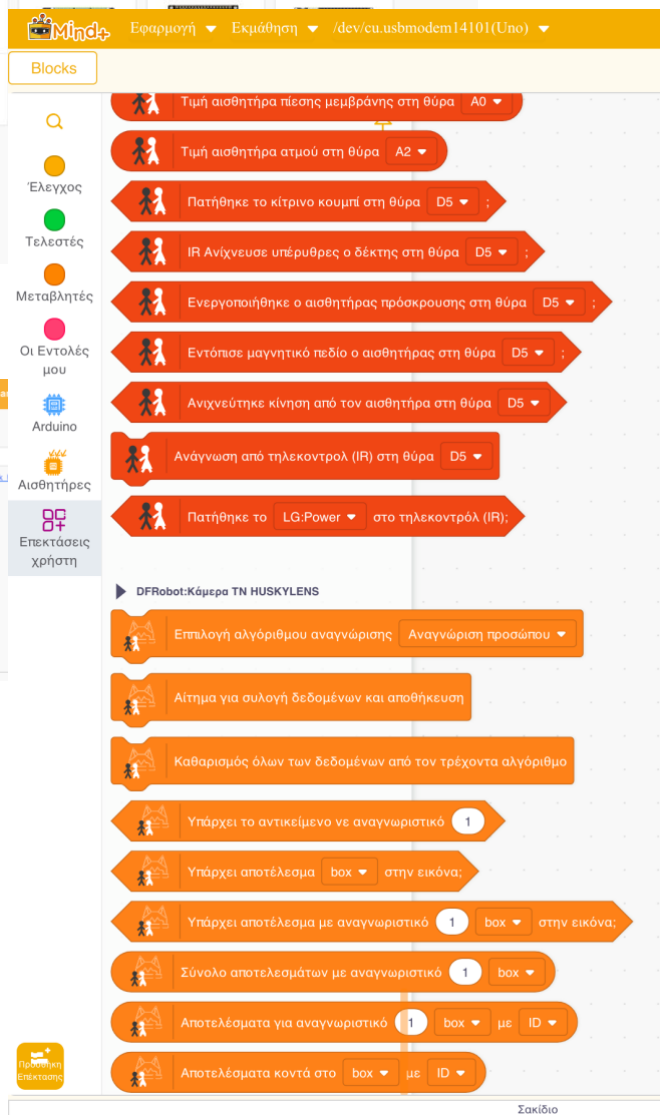 Mind+ Εφαρμογή Εκμάθηση /dev/cu.usbmodem14101(Uno)
Blocks
Έλεγχος
Τελεστές
Μεταβλητές
Οι Εντολές
μου
Arduino
Αισθητήρες
Επεκτάσεις
χρήστη
Προσθήκη
Επέκτασης
Τιμή αισθητήρα πίεσης μεμβράνης στη θύρα A0
Τιμή αισθητήρα ατμού στη θύρα A2
Πατήθηκε το κίτρινο κουμπί στη θύρα D5 ;
IR Ανίχνευσε υπέρυθρες ο δέκτης στη θύρα D5 ;
Ενεργοποιήθηκε ο αισθητήρας πρόσκρουσης στη θύρα D5 ;
Εντόπισε μαγνητικό πεδίο ο αισθητήρας στη θύρα D5 ;
Ανιχνεύτηκε κίνηση από τον αισθητήρα στη θύρα D5
Ανάγνωση από τηλεκοντρολ (IR) στη θύρα D5
Πατήθηκε το LG:Power στο τηλεκοντρόλ (IR);
DFRobot:Κάμερα ΤΝ HUSKYLENS
Εππιλογή αλγόριθμου αναγνώρισης Αναγνώριση προσώπου
Αίτημα για συλογή δεδομένων και αποθήκευση
Καθαρισμός όλων των δεδομένων από τον τρέχοντα αλγόριθμο
Υπάρχει το αντικείμενο νε αναγνωριστικό 1
Υπάρχει αποτέλεσμα box στην εικόνα;
Υπάρχει αποτέλεσμα με αναγνωριστικό 1 box στην εικόνα;
Σύνολο αποτελεσμάτων με αναγνωριστικό 1 box
Αποτελέσματα για αναγνωριστικό 1 box με ID
Αποτελέσματα κοντά στο box με ID
Σακίδιο